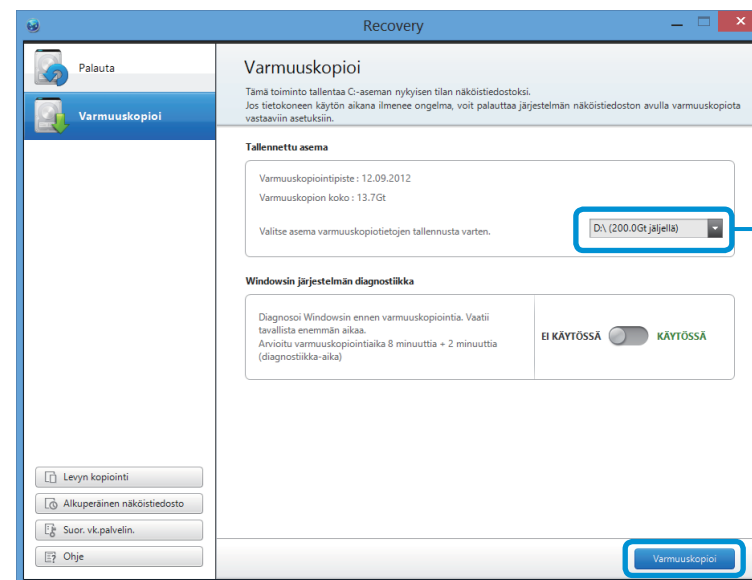 Recovery
Palauta
Varmuuskopioi
Varmuuskopioi
Tämä toiminto tallentaa C:-aseman nykyisen tilan näköistiedostoksi.
Jos tietokoneen käytön aikana ilmenee ongelma, voit palauttaa järjestelmän näköistiedoston avulla varmuuskopiota
vastaaviin asetuksiin.
Tallennettu asema
Varmuuskopiointipiste : 12.09.2012
Varmuuskopion koko : 13.7Gt
Valitse asema varmuuskopiotietojen tallennusta varten.
D:\ (200.0Gt jäljellä)
Windowsin järjestelmän diagnostiikka
Diagnosoi Windowsin ennen varmuuskopiointia. Vaatii
tavallista enemmän aikaa.
Arvioitu varmuuskopiointiaika 8 minuuttia + 2 minuuttia
(diagnostiikka-aika)
EI KÄYTÖSSÄ KÄYTÖSSÄ
Levyn kopiointi
Alkuperäinen näköistiedosto
Suor. vk.palvelin.
Ohje
Varmuuskopioi